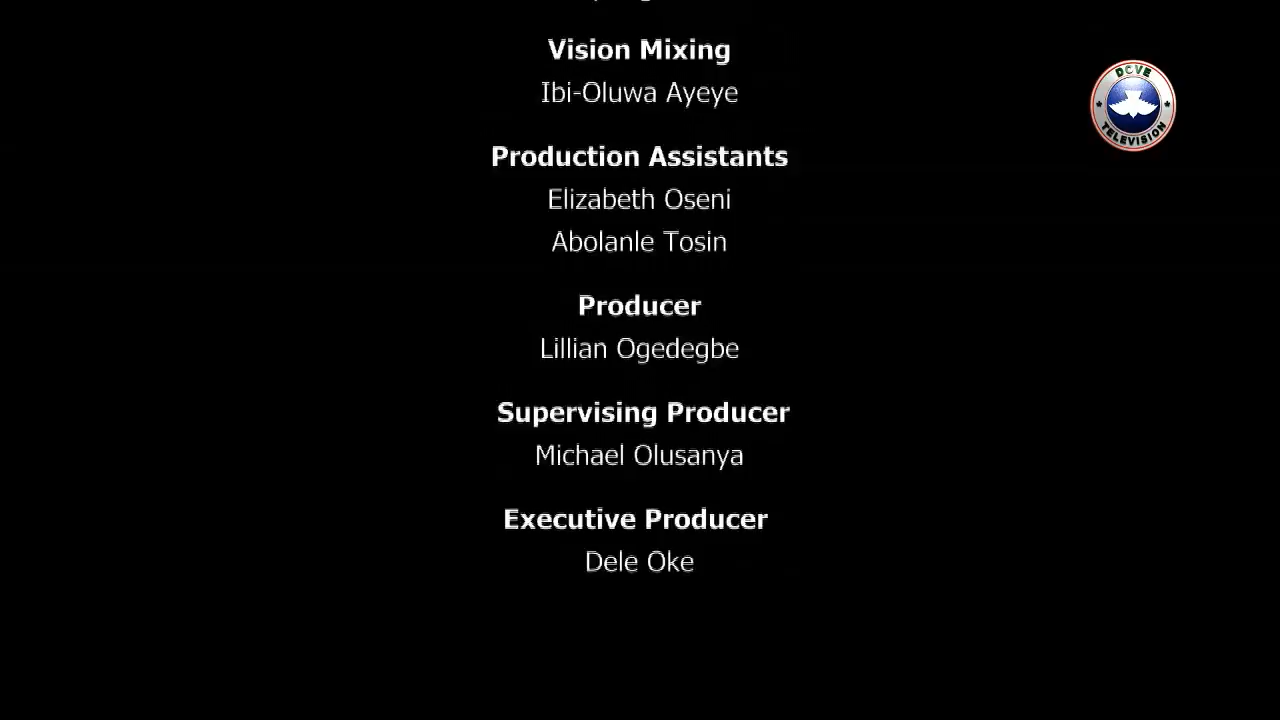 Vision Mixing
Ibi-Oluwa Ayeye
DOVE
TELEVISION
Production Assistants
Elizabeth Oseni
Abolanle Tosin
Producer
Lillian Ogedegbe
Supervising Producer
Michael Olusanya
Executive Producer
Dele Oke